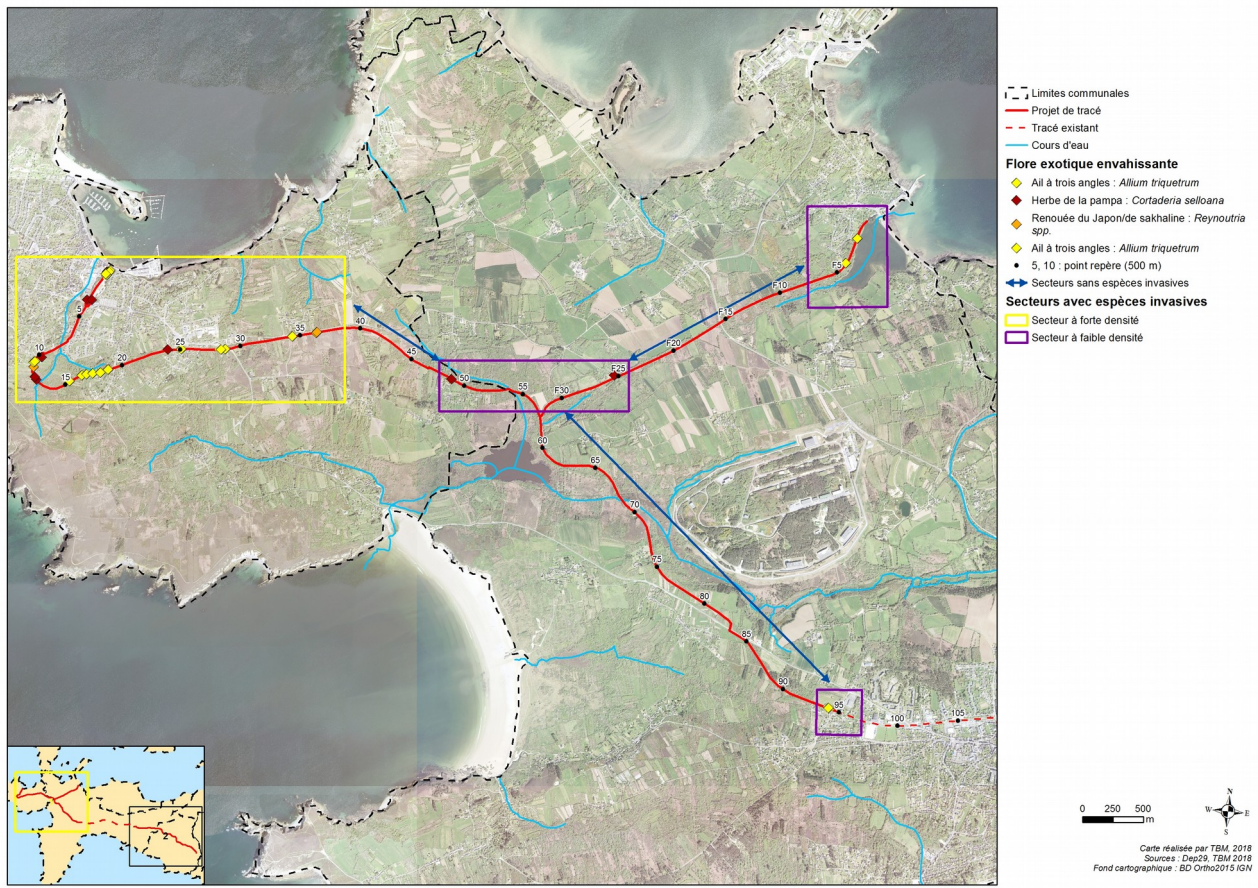 Limites communales
Projet de tracé
Tracé existant
Cours d'eau
Flore exotique envahissante
Ail à trois angles : Allium triquetrum
Herbe de la pampa : Cortaderia selloana
Renouée du Japon/de sakhaline : Reynoutria
spp.
Ail à trois angles : Allium triquetrum
5, 10 : point repère (500 m)
Secteurs sans espèces invasives
Secteurs avec espèces invasives
Secteur à forte densité
Secteur à faible densité
5
10
15
20
25
30
35
40
45
50
55
F30
F25
F20
F15
F10
F5
60
65
70
75
80
85
90
95
100
105
N
W
E
S
0 250 500
m
Carte réalisée par TBM, 2018
Sources : Dep29, TBM 2018
Fond cartographique : BD Ortho2015 IGN